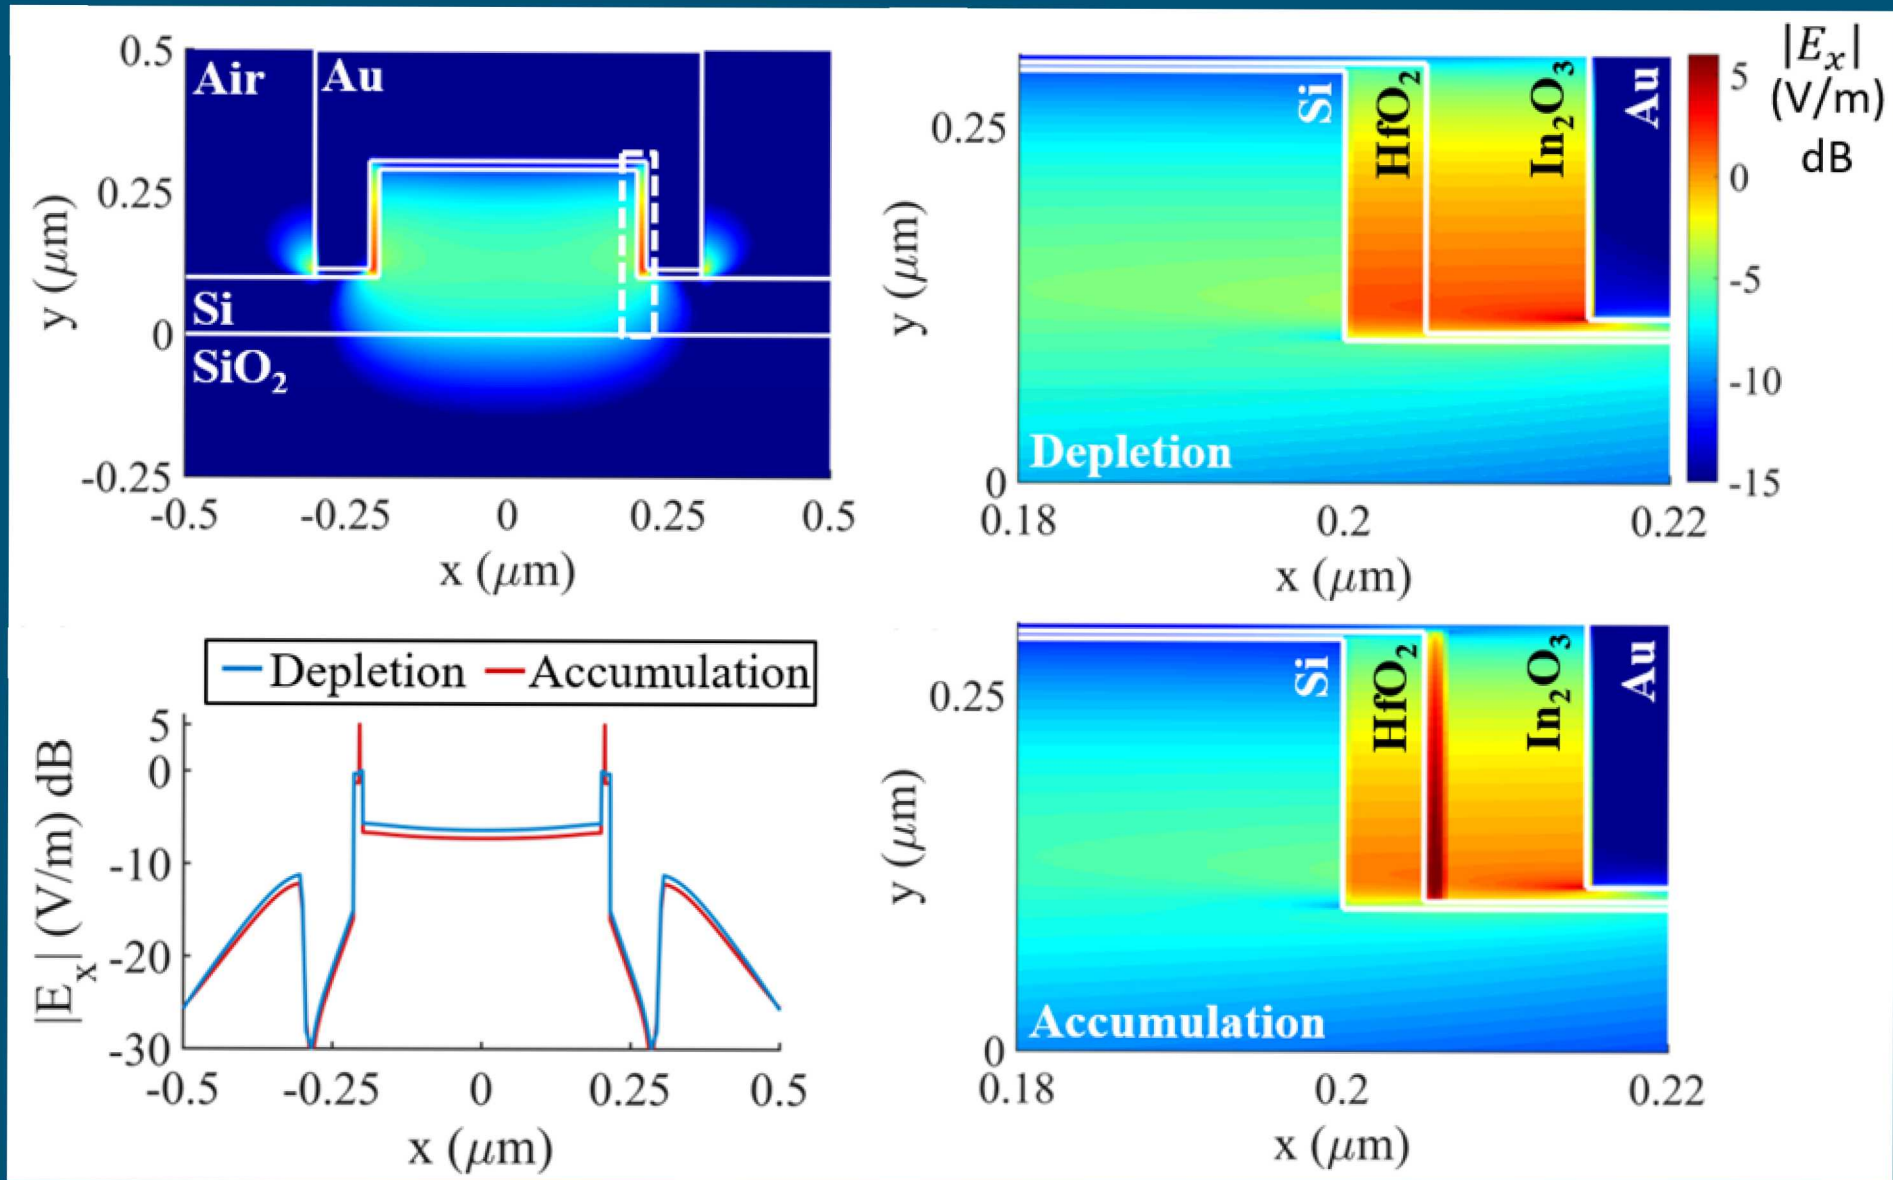 0.5
Air
Au
0.25
y (μm)
Si
0
SiO₂
-0.25
-0.5
-0.25
0
0.25
0.5
x (μm)
|Eₓ|
(V/m)
dB
5
0
-5
-10
-15
Si
HfO₂
In₂O₃
Au
0.25
y (μm)
Depletion
0
0.18
0.2
0.22
x (μm)
Depletion
Accumulation
5
0
-10
-20
-30
|Eₓ| (V/m) dB
-0.5
-0.25
0
0.25
0.5
x (μm)
Si
HfO₂
In₂O₃
Au
0.25
y (μm)
Accumulation
0
0.18
0.2
0.22
x (μm)